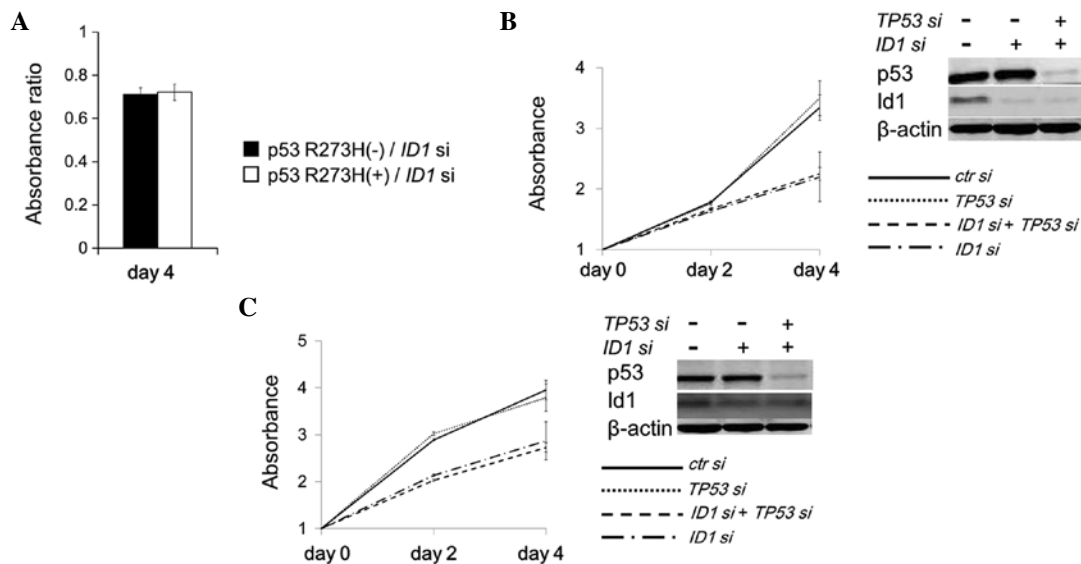 A
Absorbance ratio
1
0.8
0.6
0.4
0.2
0
day 4
p53 R273H(-) / ID1 si
p53 R273H(+) / ID1 si
B
Absorbance
4
3
2
1
day 0 day 2 day 4
TP53 si - - +
ID1 si - + +
p53
Id1
β-actin
ctr si
TP53 si
ID1 si + TP53 si
ID1 si
C
Absorbance
5
4
3
2
1
day 0 day 2 day 4
TP53 si - - +
ID1 si - + +
p53
Id1
β-actin
ctr si
TP53 si
ID1 si + TP53 si
ID1 si